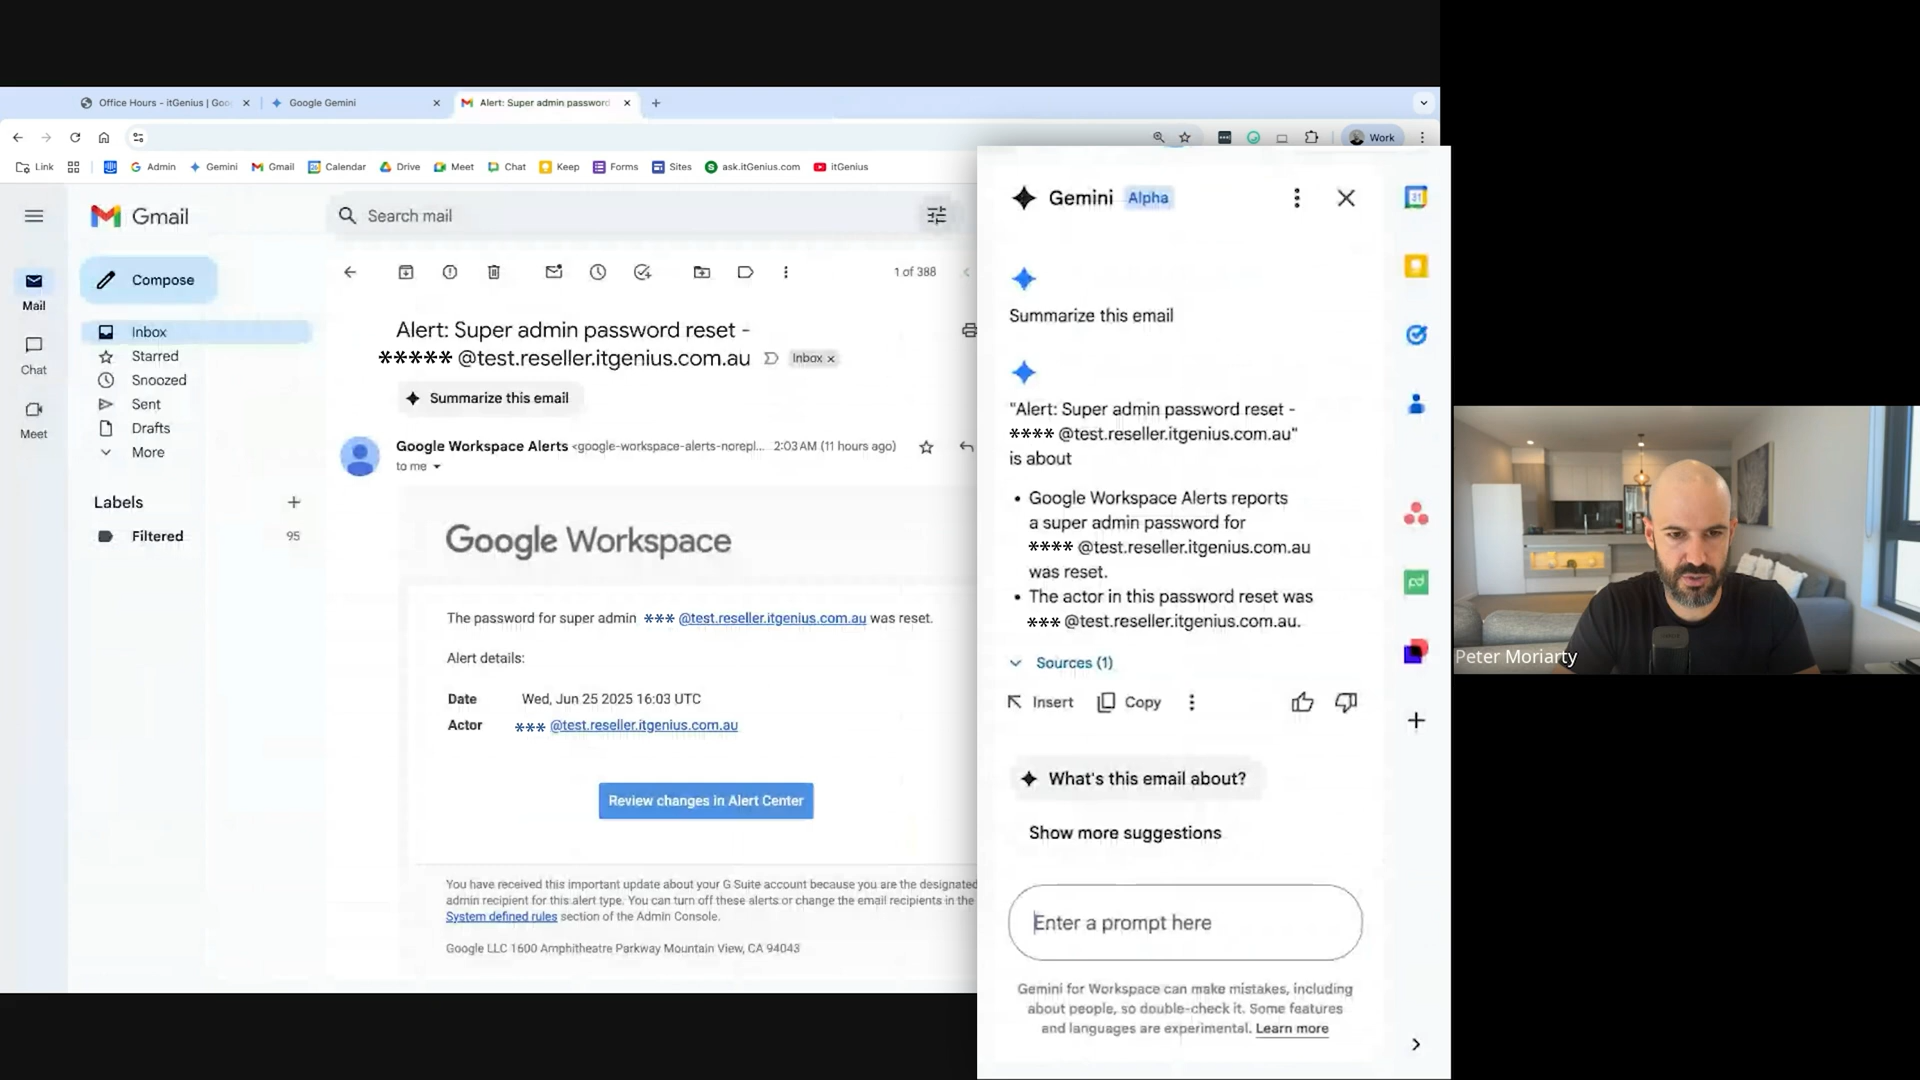 Office Hours - itGenius | Goo
Google Gemini
Alert: Super admin password
Work
Link
Admin
Gemini
Gmail
Calendar
Drive
Meet
Chat
Keep
Forms
Sites
ask.itGenius.com
itGenius
Gmail
Search mail
Compose
Mail
Chat
Meet
Inbox
Starred
Snoozed
Sent
Drafts
More
Labels
Filtered 95
1 of 388
Alert: Super admin password reset -
***** @test.reseller.itgenius.com.au
Inbox x
Summarize this email
Google Workspace Alerts <google-workspace-alerts-norepl... 2:03 AM (11 hours ago)
to me
Google Workspace
The password for super admin *** @test.reseller.itgenius.com.au was reset.
Alert details:
Date Wed, Jun 25 2025 16:03 UTC
Actor *** @test.reseller.itgenius.com.au
Review changes in Alert Center
You have received this important update about your G Suite account because you are the designated
admin recipient for this alert type. You can turn off these alerts or change the email recipients in the
System defined rules section of the Admin Console.
Google LLC 1600 Amphitheatre Parkway Mountain View, CA 94043
Gemini Alpha
Summarize this email
"Alert: Super admin password reset -
**** @test.reseller.itgenius.com.au"
is about
• Google Workspace Alerts reports
a super admin password for
**** @test.reseller.itgenius.com.au
was reset.
• The actor in this password reset was
*** @test.reseller.itgenius.com.au.
Sources (1)
Insert
Copy
What's this email about?
Show more suggestions
Enter a prompt here
Gemini for Workspace can make mistakes, including
about people, so double-check it. Some features
and languages are experimental. Learn more
31
pd
Peter Moriarty